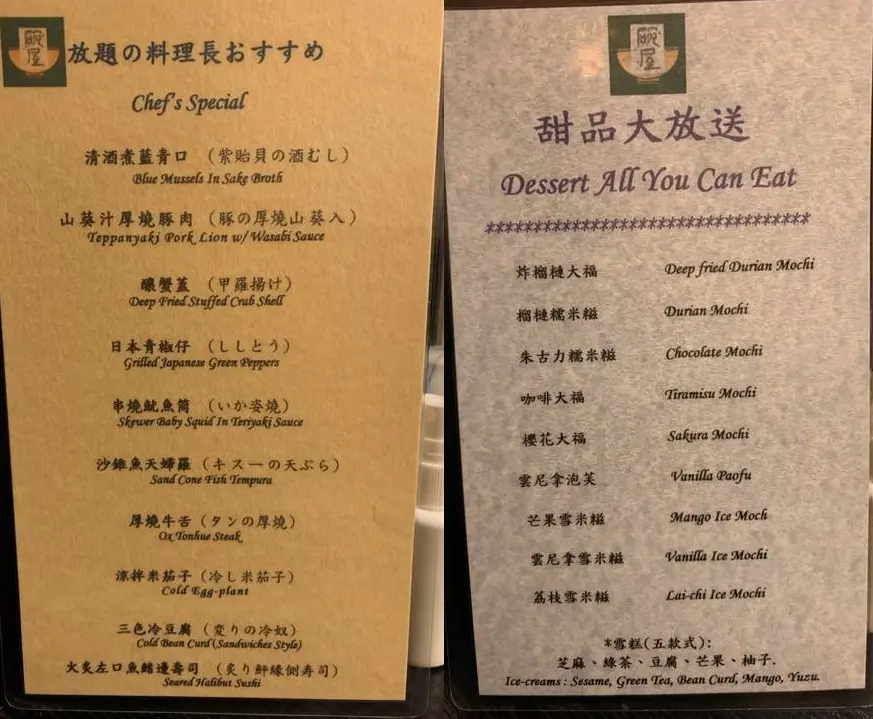 碗屋
放題の料理長おすすめ
Chef's Special
清酒煮藍青口 （紫貽貝の酒むし）
Blue Mussels In Sake Broth
山葵汁厚燒豚肉 （豚の厚燒山葵入）
Teppanyaki Pork Lion w/ Wasabi Sauce
釀蟹蓋 （甲羅揚け）
Deep Fried Stuffed Crab Shell
日本青椒仔 （ししとう）
Grilled Japanese Green Peppers
串燒魷魚筒 （いか姿燒）
Skewer Baby Squid In Teriyaki Sauce
沙錐魚天婦羅（キスーの天ぷら）
Sand Cone Fish Tempura
厚燒牛舌（タンの厚燒）
Ox Tonhue Steak
涼拌米茄子（冷し米茄子）
Cold Egg-plant
三色冷豆腐 （変りの冷奴）
Cold Bean Curd (Sandwiches Style)
火炙左口魚鰭邊壽司 （炙り鮃緣側寿司）
Seared Halibut Sushi
碗屋
甜品大放送
Dessert All You Can Eat
**********************************
炸榴槤大福 Deep fried Durian Mochi
榴槤糯米糍 Durian Mochi
朱古力糯米糍 Chocolate Mochi
咖啡大福 Tiramisu Mochi
櫻花大福 Sakura Mochi
雲尼拿泡芙 Vanilla Paofu
芒果雪米糍 Mango Ice Moch
雲尼拿雪米糍 Vanilla Ice Mochi
荔枝雪米糍 Lai-chi Ice Mochi
*雪糕(五款式):
芝麻、綠茶、豆腐、芒果、柚子.
Ice-creams : Sesame, Green Tea, Bean Curd, Mango, Yuzu.